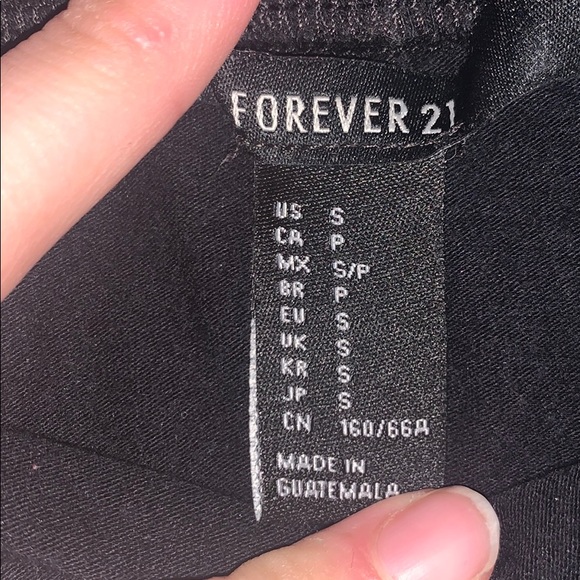 FOREVER 21
US S
CA P
MX S/P
BR P
EU S
UK S
KR S
JP S
CN 160/66A
MADE IN
GUATEMALA